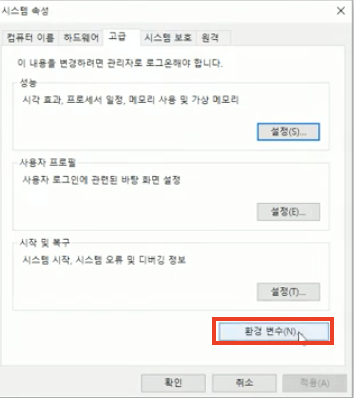 시스템 속성
컴퓨터 이름 하드웨어 고급 시스템 보호 원격
이 내용을 변경하려면 관리자로 로그온해야 합니다.
성능
시각 효과, 프로세서 일정, 메모리 사용 및 가상 메모리
설정(S)...
사용자 프로필
사용자 로그인에 관련된 바탕 화면 설정
설정(E)...
시작 및 복구
시스템 시작, 시스템 오류 및 디버깅 정보
설정(T)...
환경 변수(N)...
확인 취소 적용(A)